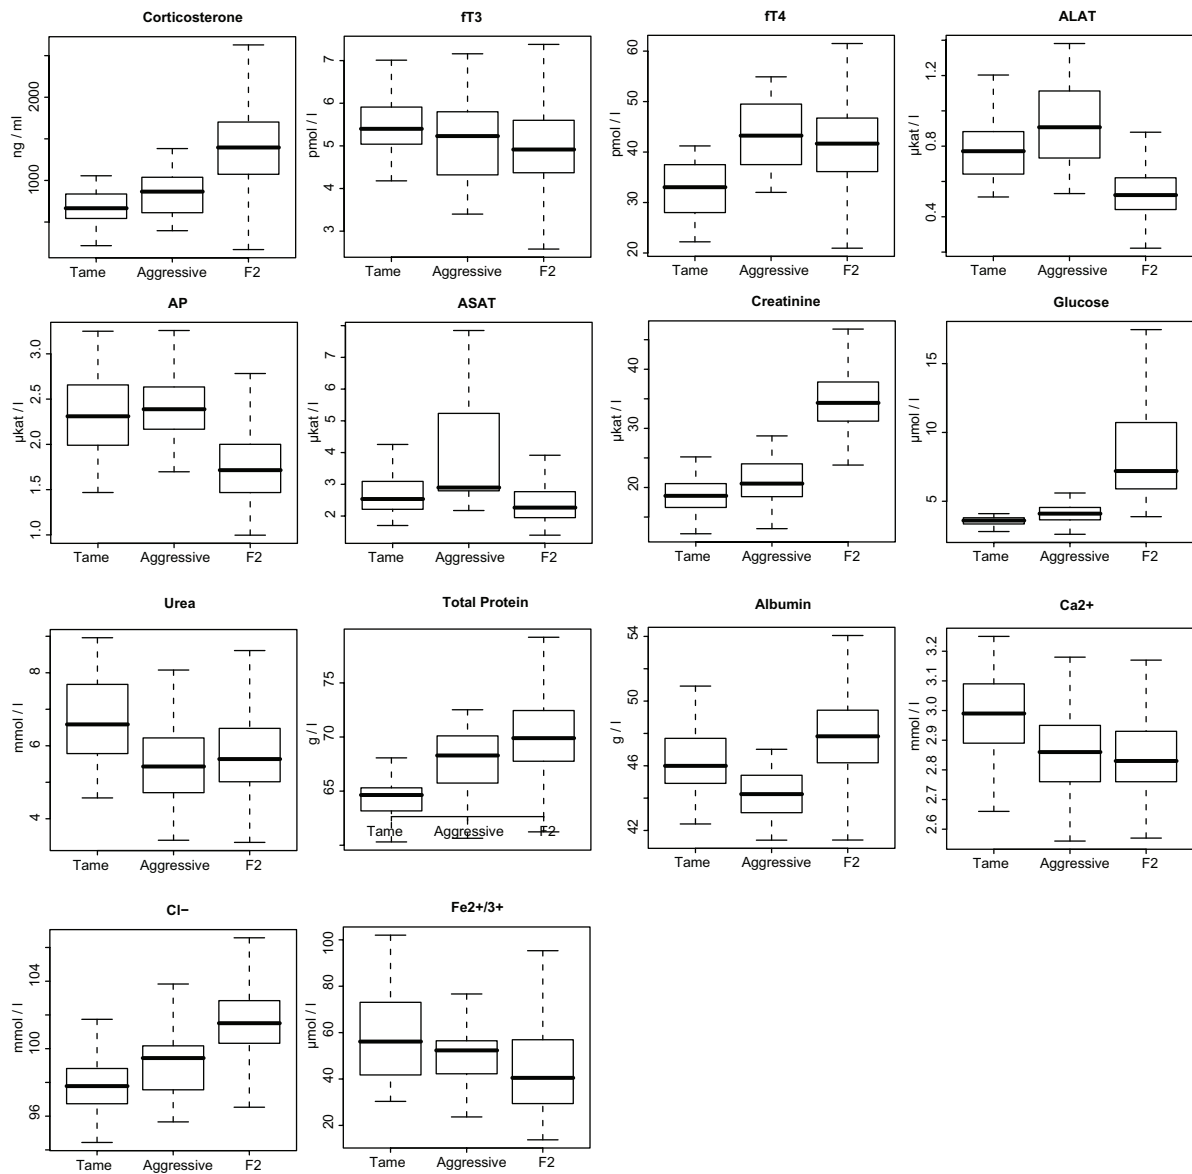 Corticosterone
ng / ml
1000
2000
Tame Aggressive F2
fT3
pmol / l
3 4 5 6 7
Tame Aggressive F2
fT4
pmol / l
20 30 40 50 60
Tame Aggressive F2
ALAT
µkat / l
0.4 0.8 1.2
Tame Aggressive F2
AP
µkat / l
1.0 1.5 2.0 2.5 3.0
Tame Aggressive F2
ASAT
µkat / l
2 3 4 5 6 7
Tame Aggressive F2
Creatinine
µkat / l
20 30 40
Tame Aggressive F2
Glucose
µmol / l
5 10 15
Tame Aggressive F2
Urea
mmol / l
4 6 8
Tame Aggressive F2
Total Protein
g / l
65 70 75
Tame Aggressive F2
Albumin
g / l
42 46 50 54
Tame Aggressive F2
Ca2+
mmol / l
2.6 2.7 2.8 2.9 3.0 3.1 3.2
Tame Aggressive F2
Cl−
mmol / l
96 100 104
Tame Aggressive F2
Fe2+/3+
µmol / l
20 40 60 80 100
Tame Aggressive F2